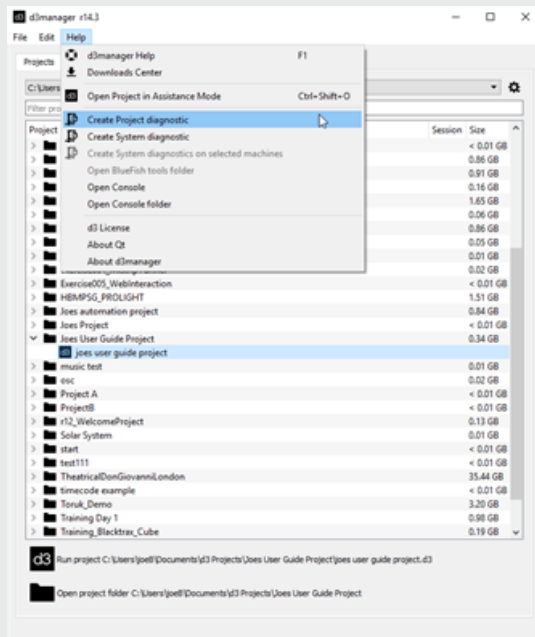 d3 d3manager r14.3
File Edit Help
Projects
d3manager Help F1
Downloads Center
C:\Users
d3 Open Project in Assistance Mode Ctrl+Shift+O
Filter pro
Create Project diagnostic
Project Session Size
Create System diagnostic
< 0.01 GB
Create System diagnostics on selected machines
0.86 GB
Open BlueFish tools folder
0.91 GB
Open Console
0.16 GB
Open Console folder
1.65 GB
0.06 GB
d3 License
0.86 GB
About Qt
0.05 GB
About d3manager
0.01 GB
0.02 GB
Exercise005_WebInteraction < 0.01 GB
HBMPSG_PROLIGHT 1.51 GB
Joes automation project 0.84 GB
Joes Project < 0.01 GB
Joes User Guide Project 0.34 GB
d3 joes user guide project
music test 0.01 GB
osc 0.02 GB
Project A < 0.01 GB
ProjectB < 0.01 GB
r12_WelcomeProject 0.13 GB
Solar System 0.01 GB
start < 0.01 GB
test111 < 0.01 GB
TheatricalDonGiovanniLondon 35.44 GB
timecode example < 0.01 GB
Toruk_Demo 3.20 GB
Training Day 1 0.98 GB
Training_Blacktrax_Cube 0.19 GB
d3 Run project C:\Users\joeB\Documents\d3 Projects\Joes User Guide Project\joes user guide project.d3
Open project folder C:\Users\joeB\Documents\d3 Projects\Joes User Guide Project